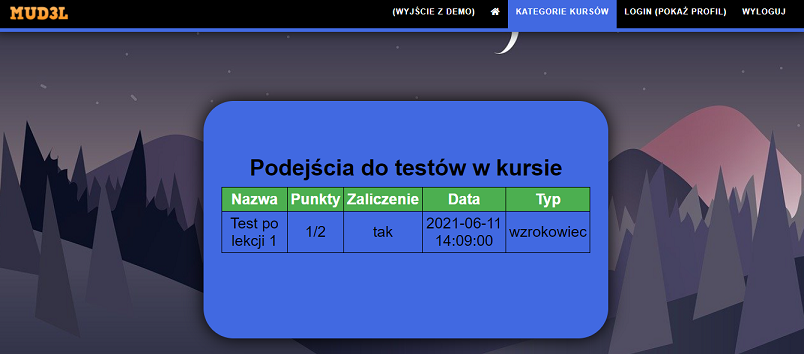 MUD3L
(WYJŚCIE Z DEMO) KATEGORIE KURSÓW LOGIN (POKAŻ PROFIL) WYLOGUJ
Podejścia do testów w kursie
Nazwa Punkty Zaliczenie Data Typ
Test po lekcji 1 1/2 tak 2021-06-11 14:09:00 wzrokowiec